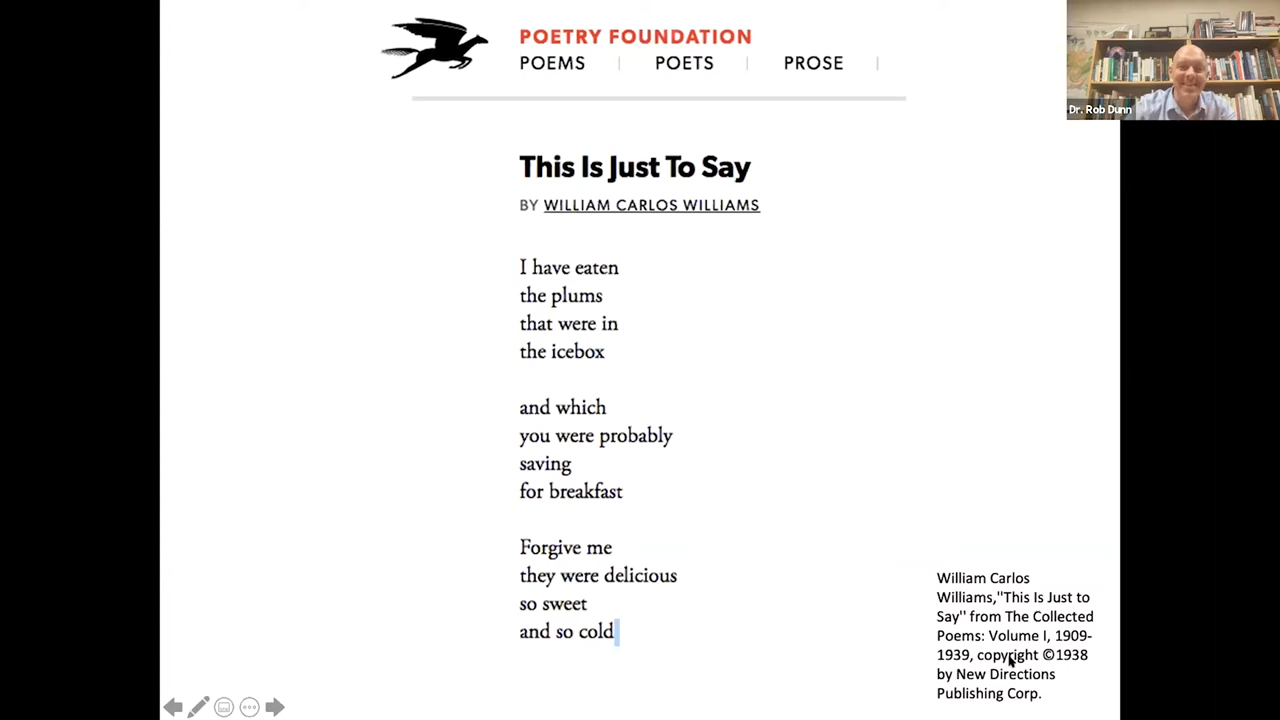 POETRY FOUNDATION
POEMS | POETS | PROSE |
Dr. Rob Dunn
This Is Just To Say
BY WILLIAM CARLOS WILLIAMS
I have eaten
the plums
that were in
the icebox
and which
you were probably
saving
for breakfast
Forgive me
they were delicious
so sweet
and so cold
William Carlos
Williams,"This Is Just to
Say" from The Collected
Poems: Volume I, 1909-
1939, copyright ©1938
by New Directions
Publishing Corp.